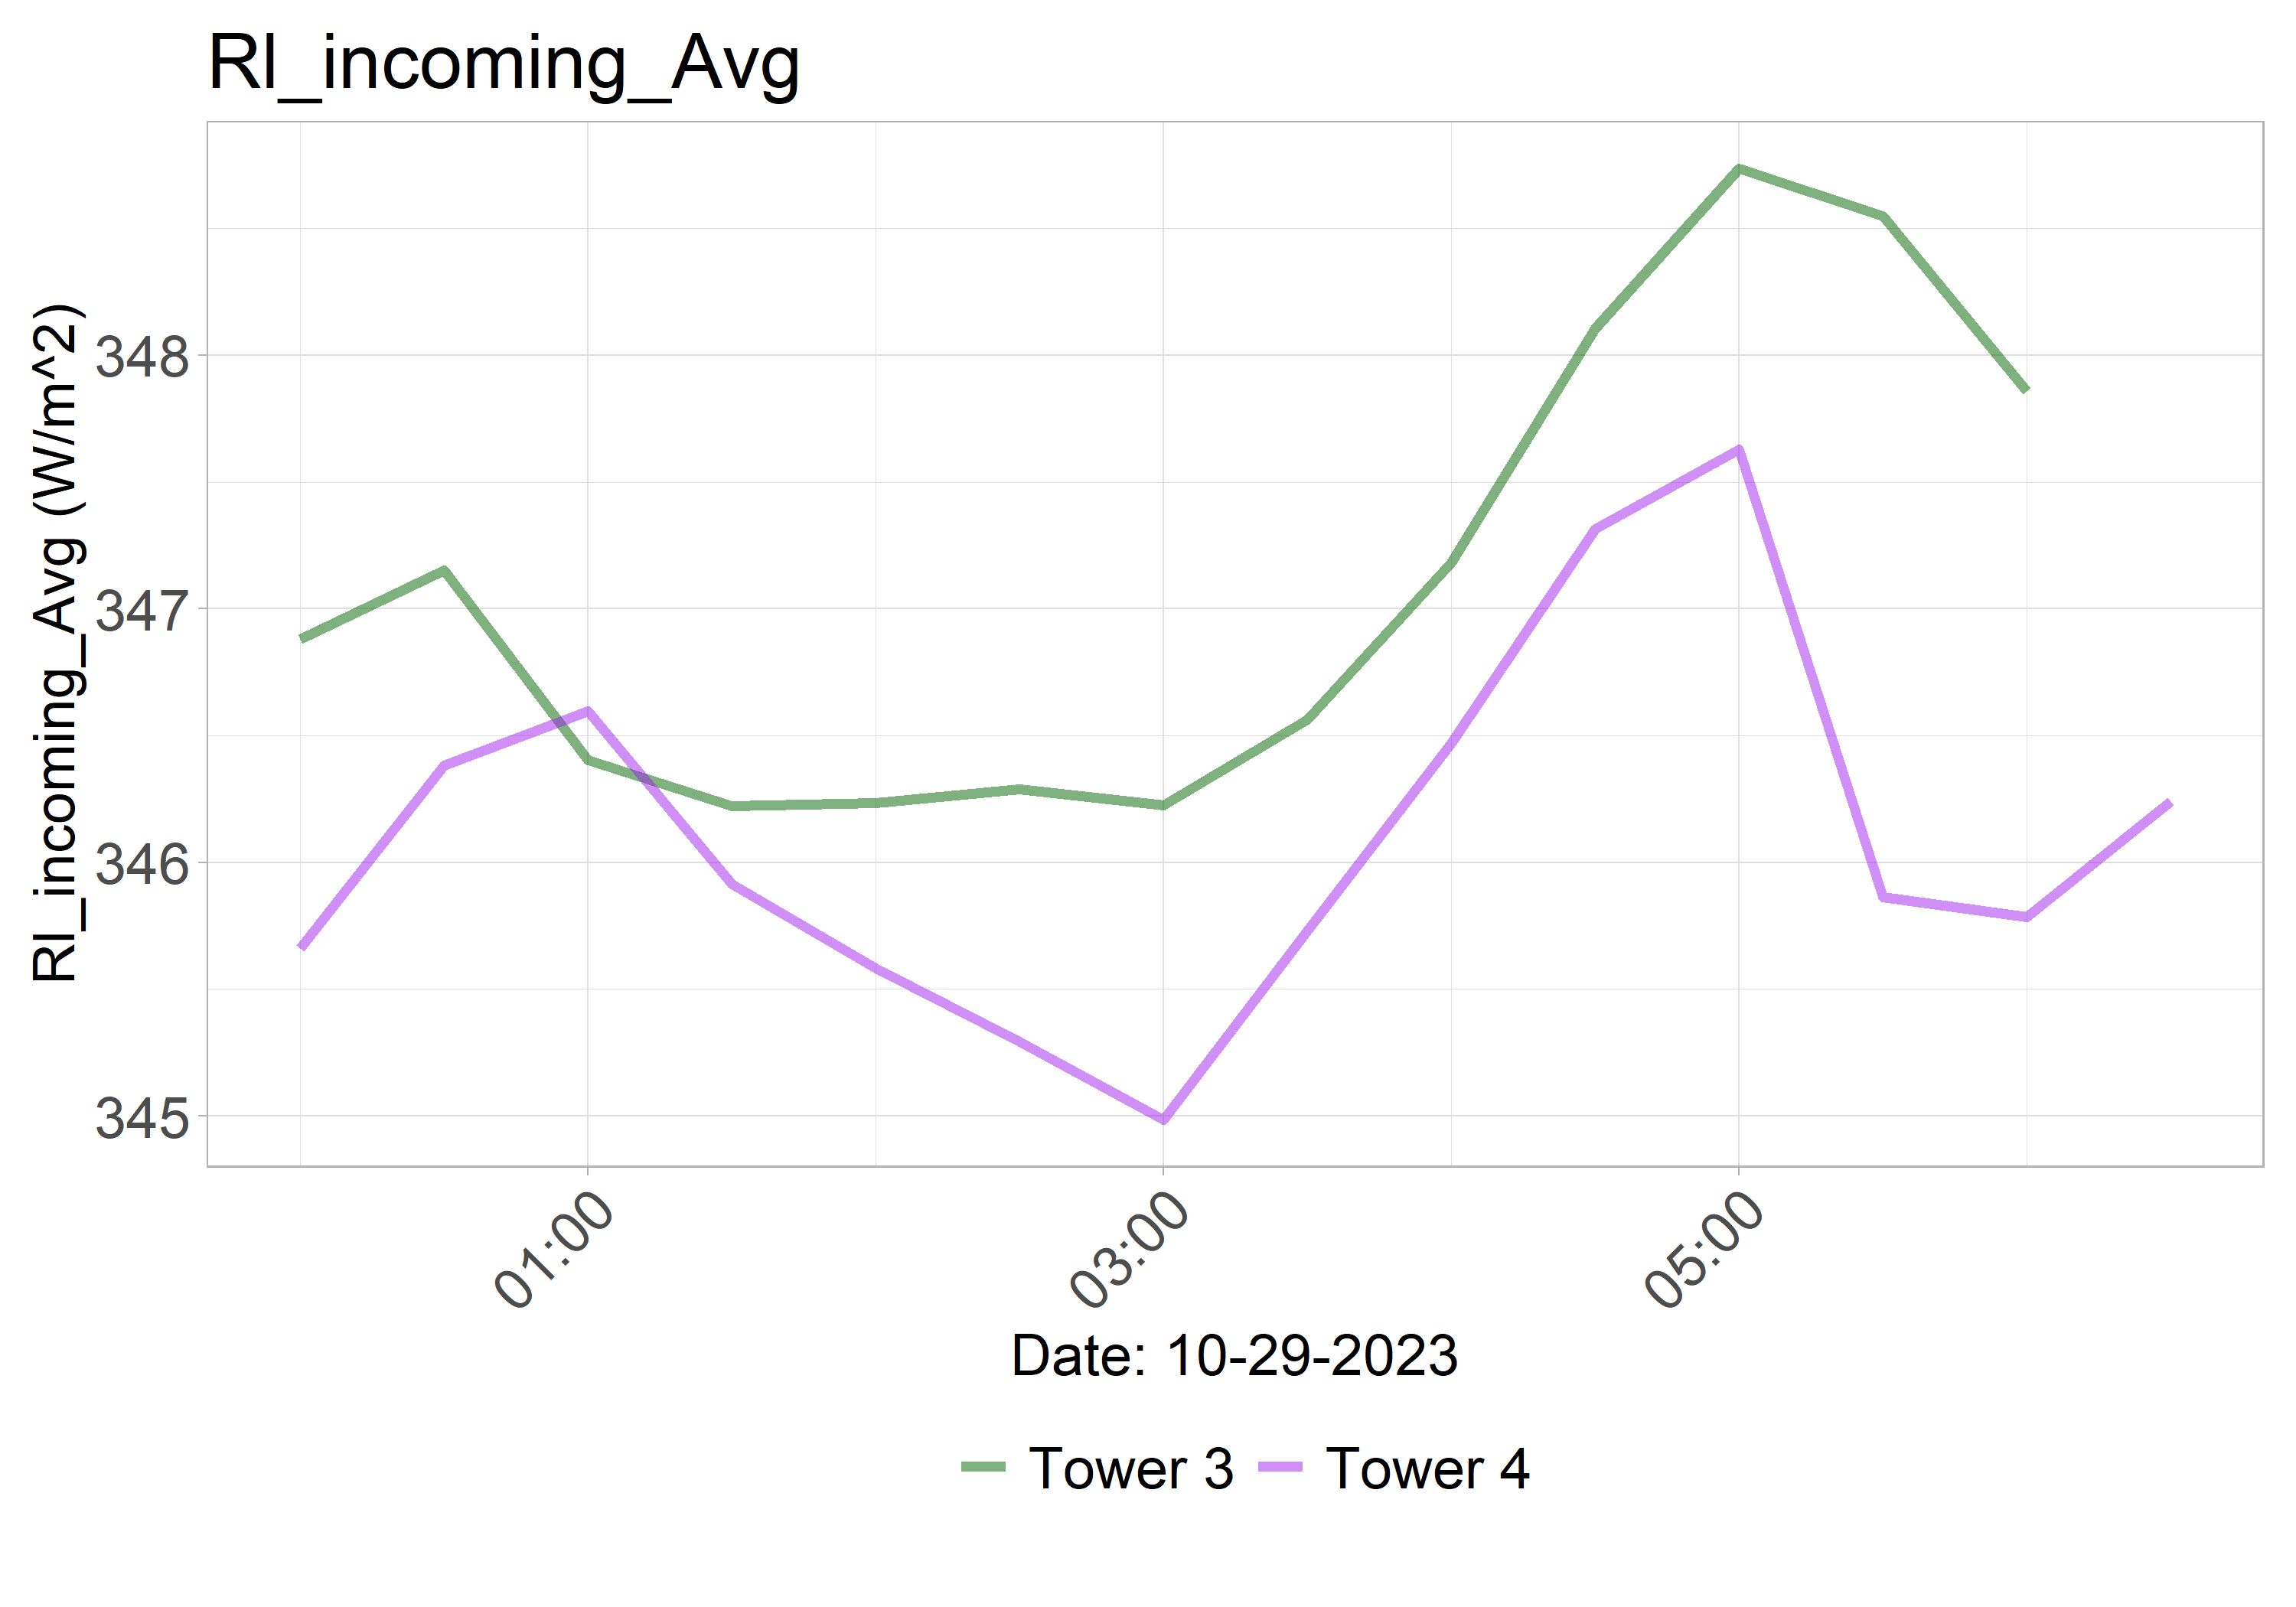 Rl_incoming_Avg
Rl_incoming_Avg (W/m^2)
348
347
346
345
01:00
03:00
05:00
Date: 10-29-2023
Tower 3
Tower 4